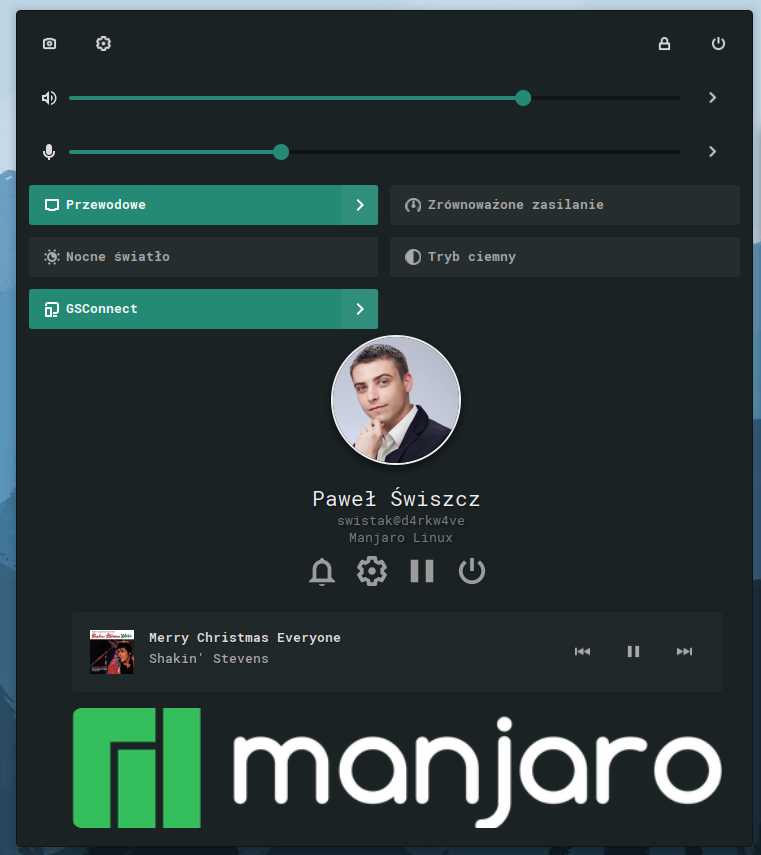 Przewodowe
Zrównoważone zasilanie
Nocne światło
Tryb ciemny
GSConnect
Paweł Świszcz
swistak@d4rkw4ve
Manjaro Linux
Merry Christmas Everyone
Shakin' Stevens
manjaro